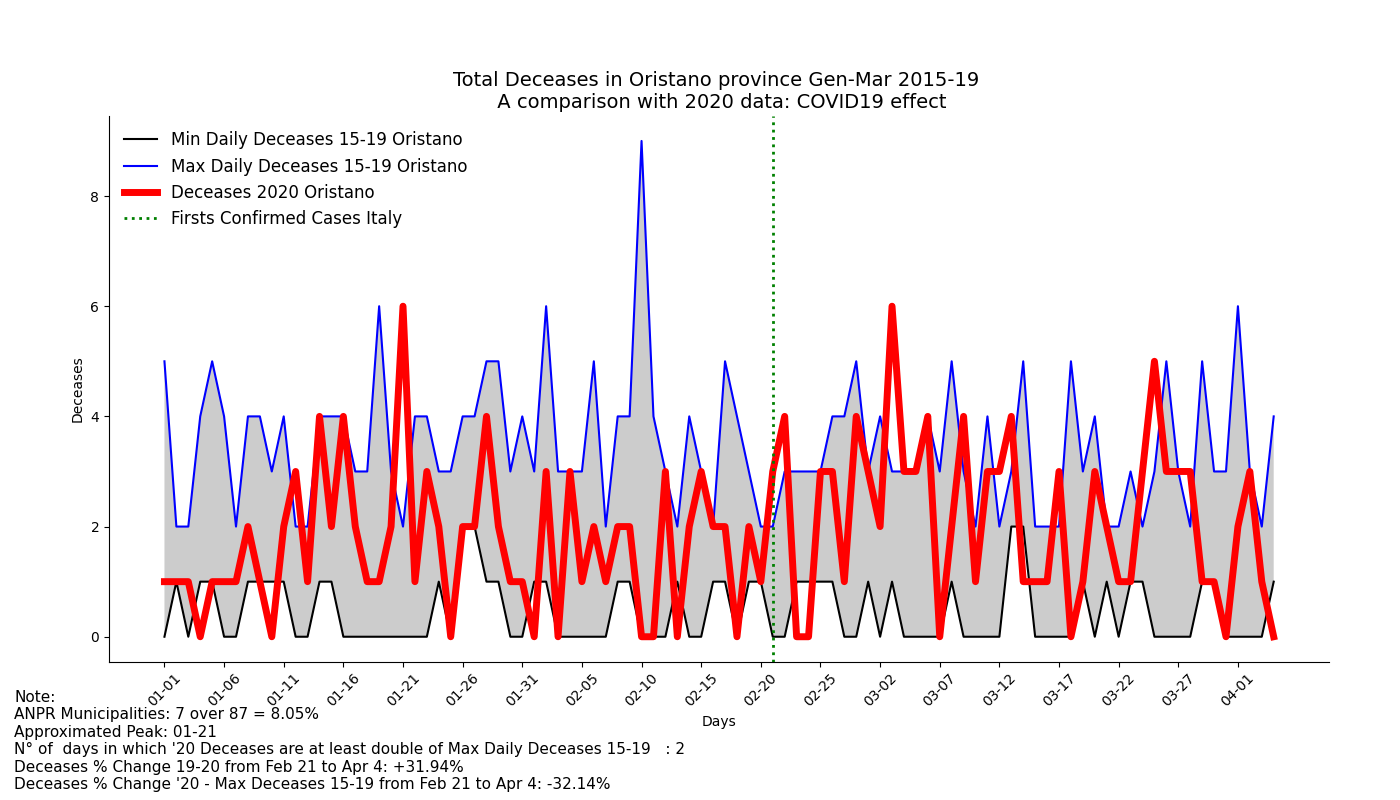 Total Deceases in Oristano province Gen-Mar 2015-19
A comparison with 2020 data: COVID19 effect
Min Daily Deceases 15-19 Oristano
Max Daily Deceases 15-19 Oristano
Deceases 2020 Oristano
Firsts Confirmed Cases Italy
Deceases
8
6
4
2
0
01-01 01-06 01-11 01-16 01-21 01-26 01-31 02-05 02-10 02-15 02-20 02-25 03-02 03-07 03-12 03-17 03-22 03-27 04-01
Days
Note:
ANPR Municipalities: 7 over 87 = 8.05%
Approximated Peak: 01-21
N° of  days in which '20 Deceases are at least double of Max Daily Deceases 15-19   : 2
Deceases % Change 19-20 from Feb 21 to Apr 4: +31.94%
Deceases % Change '20 - Max Deceases 15-19 from Feb 21 to Apr 4: -32.14%